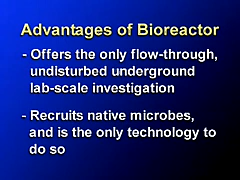 Advantages of Bioreactor
- Offers the only flow-through,
undisturbed underground
lab-scale investigation
- Recruits native microbes,
and is the only technology to
do so